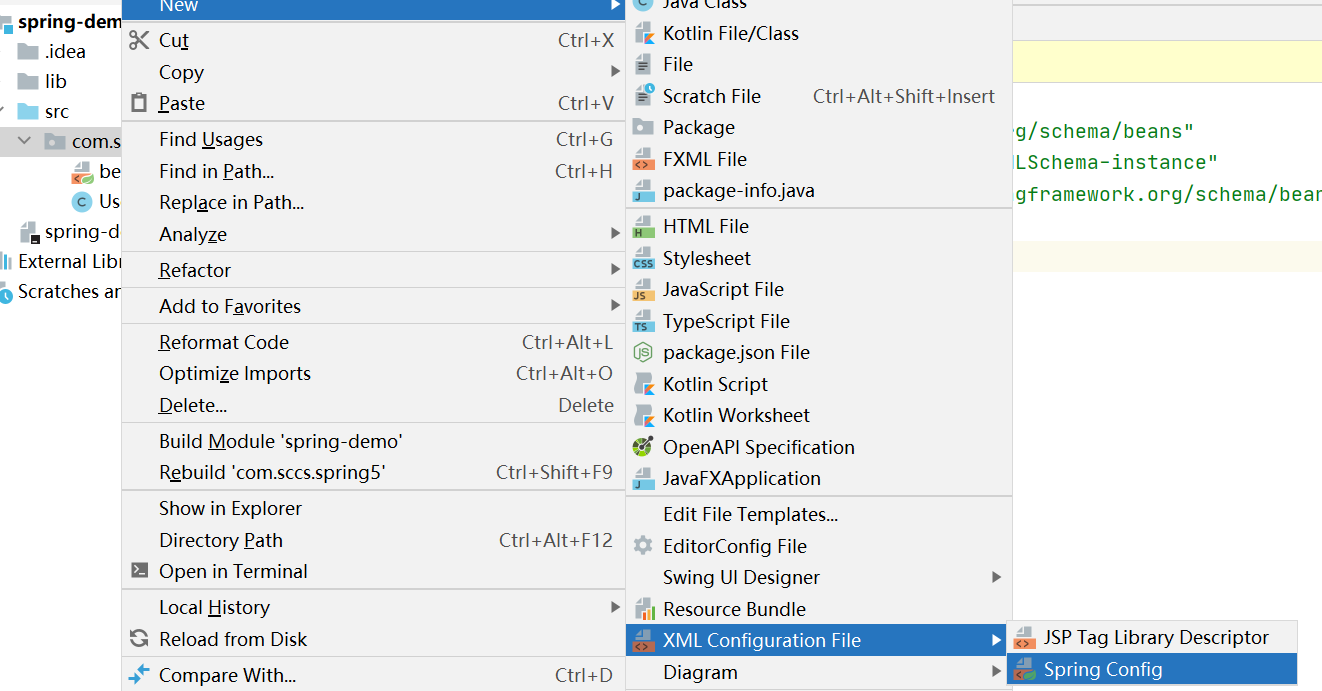 spring-dem
.idea
lib
src
com.s
be
Us
spring-d
External Libr
Scratches an
New
Cut Ctrl+X
Copy
Paste Ctrl+V
Find Usages Ctrl+G
Find in Path... Ctrl+H
Replace in Path...
Analyze
Refactor
Add to Favorites
Reformat Code Ctrl+Alt+L
Optimize Imports Ctrl+Alt+O
Delete... Delete
Build Module 'spring-demo'
Rebuild 'com.sccs.spring5' Ctrl+Shift+F9
Show in Explorer
Directory Path Ctrl+Alt+F12
Open in Terminal
Local History
Reload from Disk
Compare With... Ctrl+D
Java Class
Kotlin File/Class
File
Scratch File Ctrl+Alt+Shift+Insert
Package
FXML File
package-info.java
HTML File
Stylesheet
JavaScript File
TypeScript File
package.json File
Kotlin Script
Kotlin Worksheet
OpenAPI Specification
JavaFXApplication
Edit File Templates...
EditorConfig File
Swing UI Designer
Resource Bundle
XML Configuration File
Diagram
JSP Tag Library Descriptor
Spring Config
rg/schema/beans"
LSchema-instance"
gframework.org/schema/bear